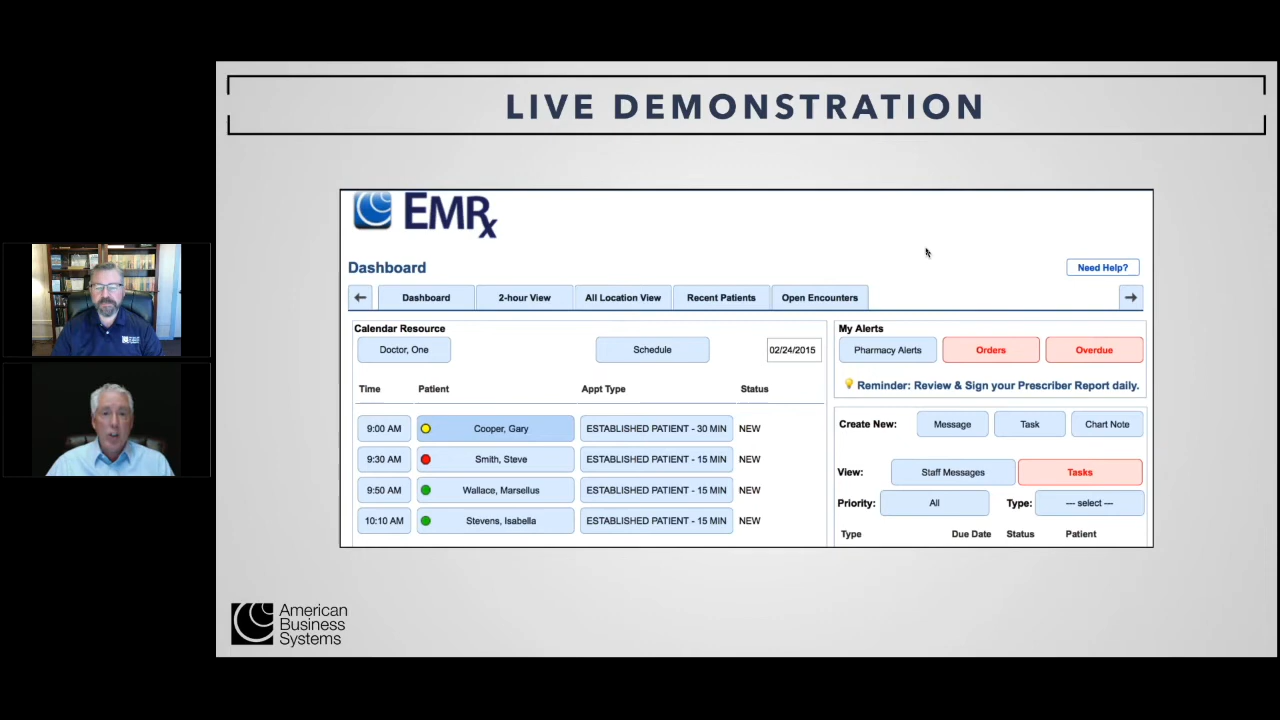 LIVE DEMONSTRATION
EMRx
Dashboard
Need Help?
Dashboard
2-hour View
All Location View
Recent Patients
Open Encounters
Calendar Resource
Doctor, One
Schedule
02/24/2015
Time
Patient
Appt Type
Status
9:00 AM
Cooper, Gary
ESTABLISHED PATIENT - 30 MIN
NEW
9:30 AM
Smith, Steve
ESTABLISHED PATIENT - 15 MIN
NEW
9:50 AM
Wallace, Marsellus
ESTABLISHED PATIENT - 15 MIN
NEW
10:10 AM
Stevens, Isabella
ESTABLISHED PATIENT - 15 MIN
NEW
My Alerts
Pharmacy Alerts
Orders
Overdue
Reminder: Review & Sign your Prescriber Report daily.
Create New:
Message
Task
Chart Note
View:
Staff Messages
Tasks
Priority:
All
Type:
--- select ---
Type
Due Date
Status
Patient
American
Business
Systems